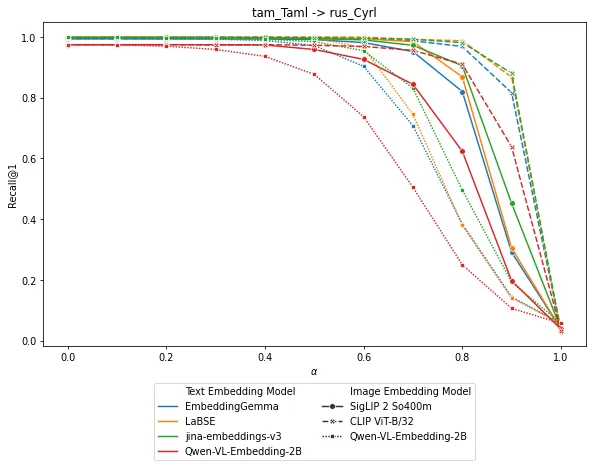 tam_Taml -> rus_Cyrl
1.0
0.8
0.6
0.4
0.2
0.0
Recall@1
0.0 0.2 0.4 0.6 0.8 1.0
α
Text Embedding Model Image Embedding Model
EmbeddingGemma SigLIP 2 So400m
LaBSE CLIP ViT-B/32
jina-embeddings-v3 Qwen-VL-Embedding-2B
Qwen-VL-Embedding-2B